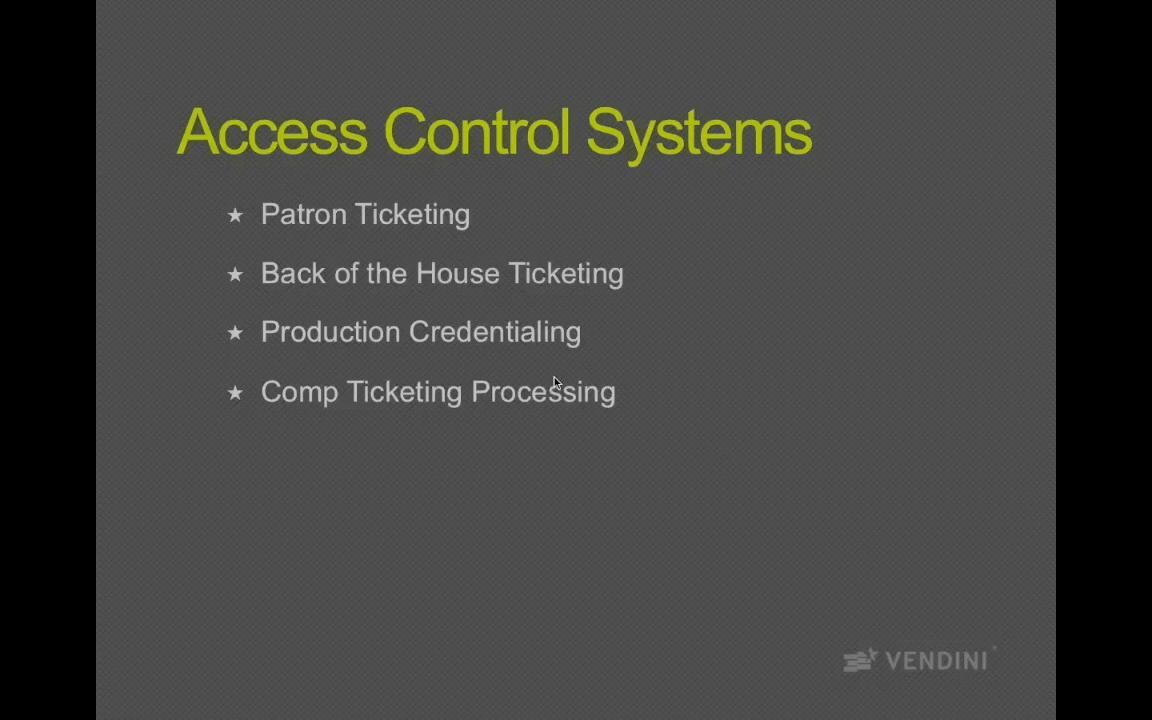 Access Control Systems
★ Patron Ticketing
★ Back of the House Ticketing
★ Production Credentialing
★ Comp Ticketing Processing
VENDINI